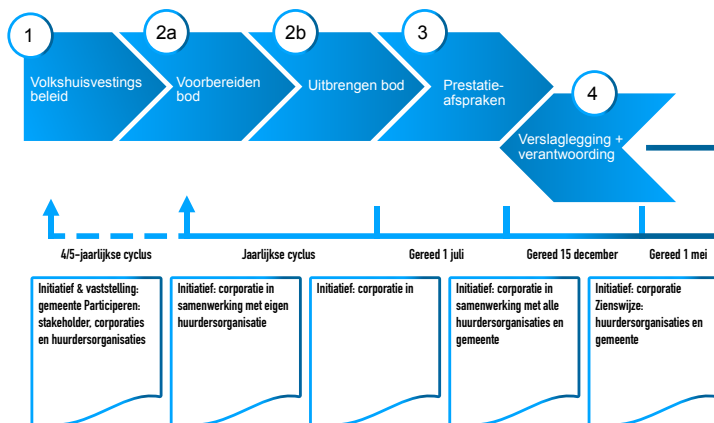 1
2a
2b
3
4
Volkshuisvestings
beleid
Voorbereiden
bod
Uitbrengen bod
Prestatie-
afspraken
Verslaglegging +
verantwoording
4/5-jaarlijkse cyclus
Jaarlijkse cyclus
Gereed 1 juli
Gereed 15 december
Gereed 1 mei
Initiatief & vaststelling:
gemeente Participeren:
stakeholder, corporaties
en huurdersorganisaties
Initiatief: corporatie in
samenwerking met eigen
huurdersorganisatie
Initiatief: corporatie in
Initiatief: corporatie in
samenwerking met alle
huurdersorganisaties en
gemeente
Initiatief: corporatie
Zienswijze:
huurdersorganisaties en
gemeente